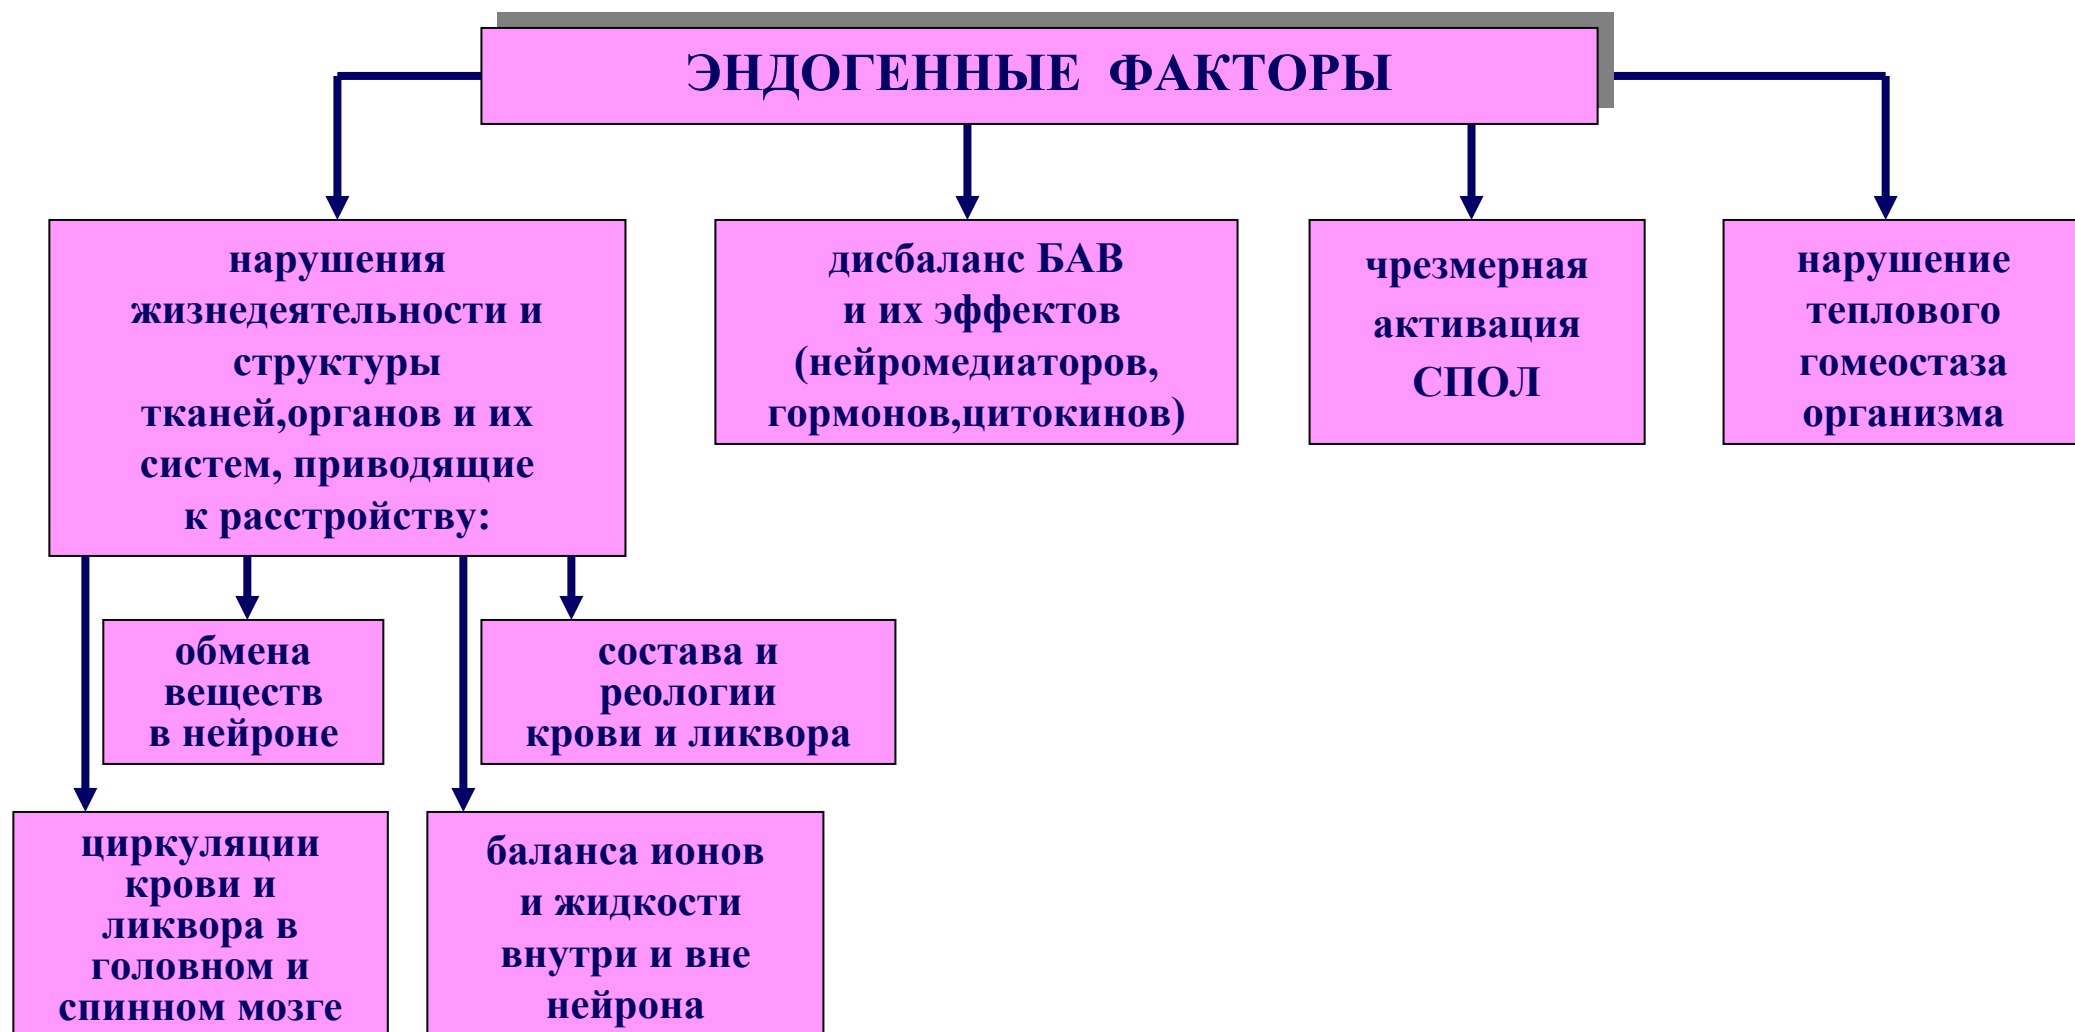 ЭНДОГЕННЫЕ ФАКТОРЫ
нарушения
жизнедеятельности и
структуры
тканей,органов и их
систем, приводящие
к расстройству:
дисбаланс БАВ
и их эффектов
(нейромедиаторов,
гормонов,цитокинов)
чрезмерная
активация
СПОЛ
нарушение
теплового
гомеостаза
организма
обмена
веществ
в нейроне
состава и
реологии
крови и ликвора
циркуляции
крови и
ликвора в
головном и
спинном мозге
баланса ионов
и жидкости
внутри и вне
нейрона